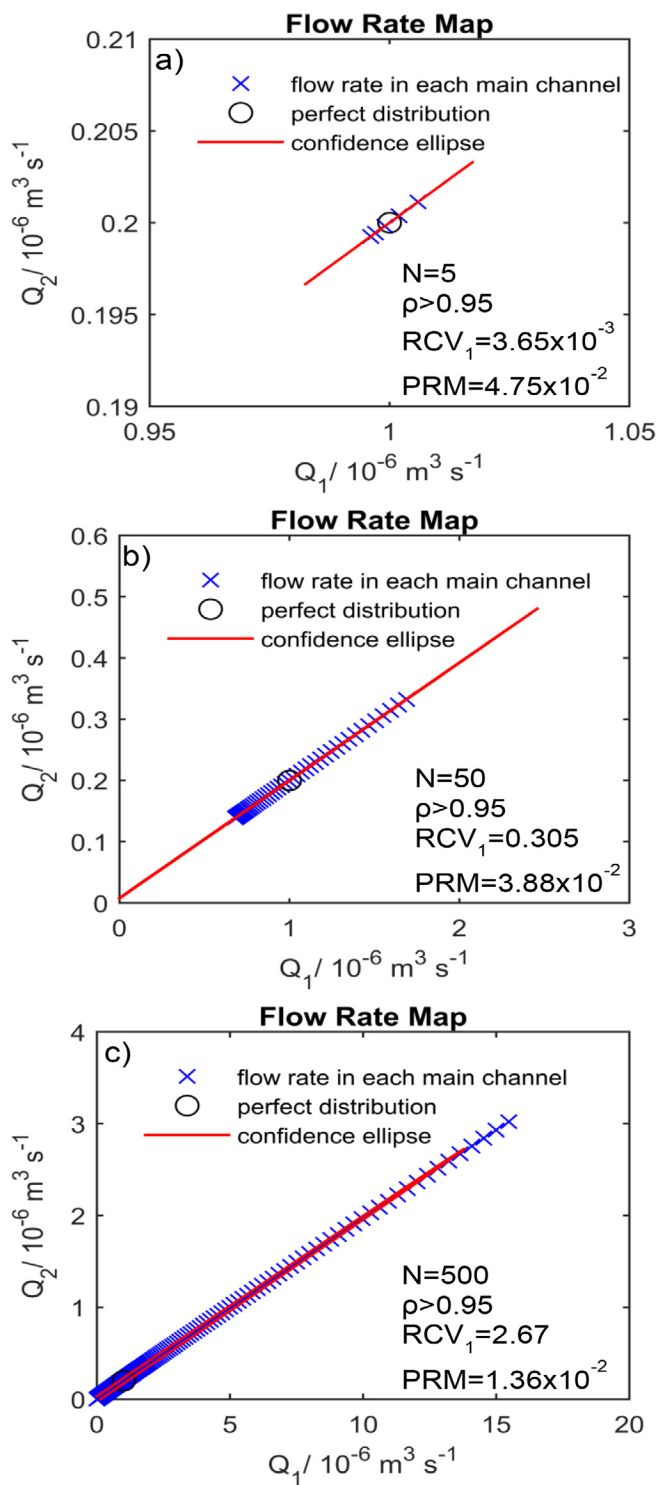 Flow Rate Map
a)
flow rate in each main channel
perfect distribution
confidence ellipse
0.21
0.205
0.2
0.195
0.19
Q₂/ 10⁻⁶ m³ s⁻¹
N=5
ρ>0.95
RCV₁=3.65x10⁻³
PRM=4.75x10⁻²
0.95 1 1.05
Q₁/ 10⁻⁶ m³ s⁻¹
Flow Rate Map
b)
flow rate in each main channel
perfect distribution
confidence ellipse
0.6
0.5
0.4
0.3
0.2
0.1
0
Q₂/ 10⁻⁶ m³ s⁻¹
N=50
ρ>0.95
RCV₁=0.305
PRM=3.88x10⁻²
0 1 2 3
Q₁/ 10⁻⁶ m³ s⁻¹
Flow Rate Map
c)
flow rate in each main channel
perfect distribution
confidence ellipse
4
3
2
1
0
Q₂/ 10⁻⁶ m³ s⁻¹
N=500
ρ>0.95
RCV₁=2.67
PRM=1.36x10⁻²
0 5 10 15 20
Q₁/ 10⁻⁶ m³ s⁻¹